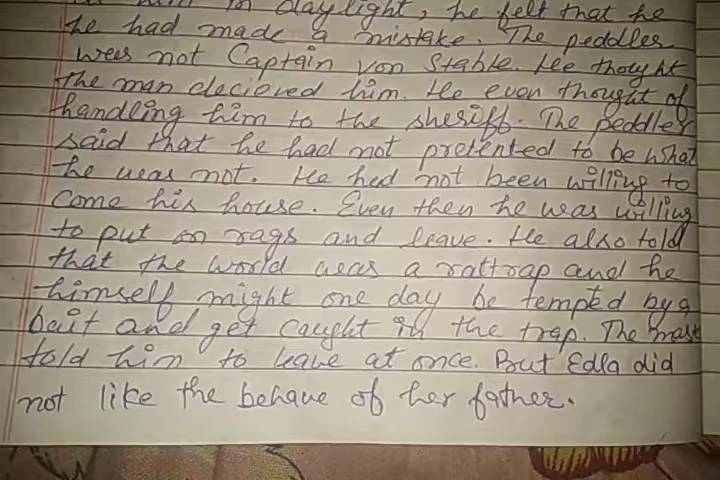 him in daylight, he felt that he
he had made a mistake. The peddler
was not Captain von Stahle. He thought
the man decieved him. He even thought of
handling him to the sheriff. The peddler
said that he had not pretented to be what
he was not. He had not been willing to
come his house. Even then he was willing
to put on rags and leave. He also told
that the world was a rattrap and he
himself might one day be tempted by a
bait and get caught in the trap. The mast
told him to leave at once. But Edla did
not like the behave of her father.